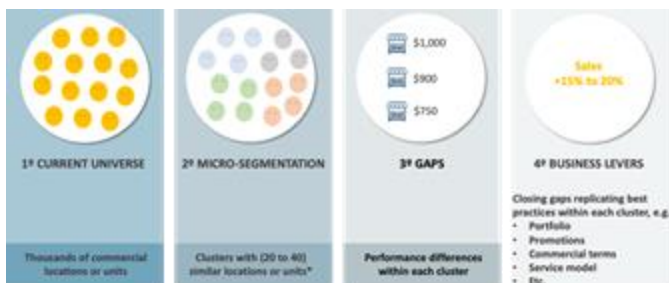 $1,000
$900
$750
Sales
+15% to 20%
1º CURRENT UNIVERSE
2º MICRO-SEGMENTATION
3º GAPS
4º BUSINESS LEVERS
Thousands of commercial
locations or units
Clusters with (20 to 40)
similar locations or units*
Performance differences
within each cluster
Closing gaps replicating best
practices within each cluster, e.g.
• Portfolio
• Promotions
• Commercial terms
• Service model
• Etc.